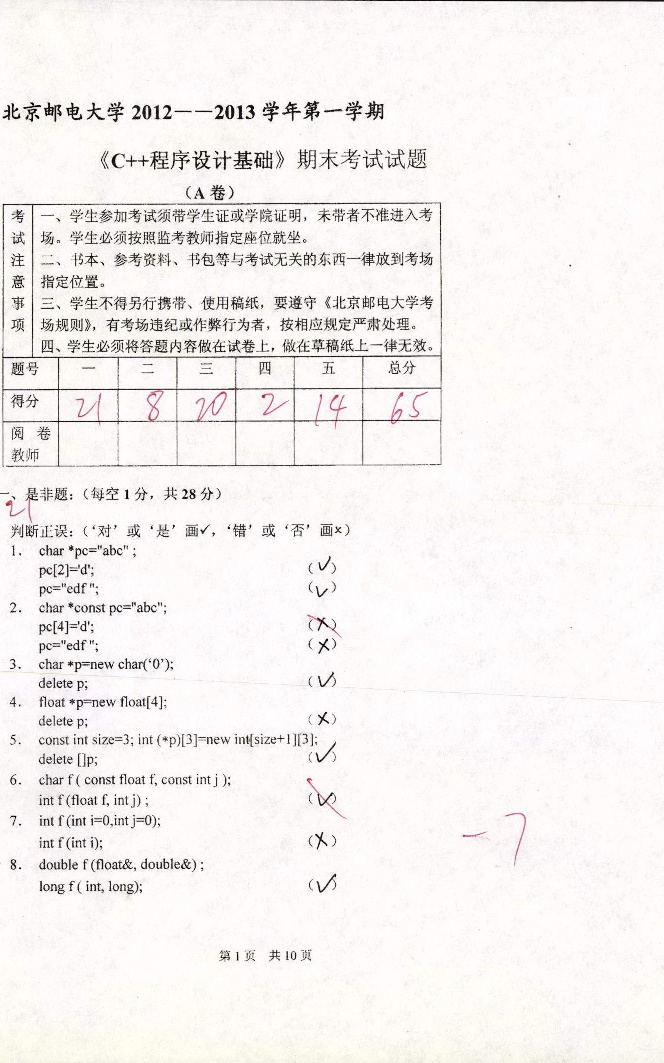 北京邮电大学 2012——2013 学年第一学期
《C++程序设计基础》期末考试试题
（A 卷）
考试注意事项
一、学生参加考试须带学生证或学院证明，未带者不准进入考
场。学生必须按照监考教师指定座位就坐。
二、书本、参考资料、书包等与考试无关的东西一律放到考场
指定位置。
三、学生不得另行携带、使用稿纸，要遵守《北京邮电大学考
场规则》，有考场违纪或作弊行为者，按相应规定严肃处理。
四、学生必须将答题内容做在试卷上，做在草稿纸上一律无效。
题号 一 二 三 四 五 总分
得分 21 8 20 2 14 65
阅 卷
教师
一、是非题：（每空 1 分，共 28 分）
21
判断正误：（‘对’或‘是’画✓，‘错’或‘否’画×）
1. char *pc="abc" ;
pc[2]='d'; (✓)
pc="edf "; (✓)
2. char *const pc="abc";
pc[4]='d'; (×)
pc="edf "; (×)
3. char *p=new char(‘0’);
delete p; (✓)
4. float *p=new float[4];
delete p; (×)
5. const int size=3; int (*p)[3]=new int[size+1][3];
delete []p; (✓)
6. char f ( const float f, const int j );
int f (float f, int j) ; (✓)
7. int f (int i=0,int j=0);
int f (int i); (×)
-7
8. double f (float&, double&) ;
long f ( int, long); (✓)
第 1 页 共 10 页